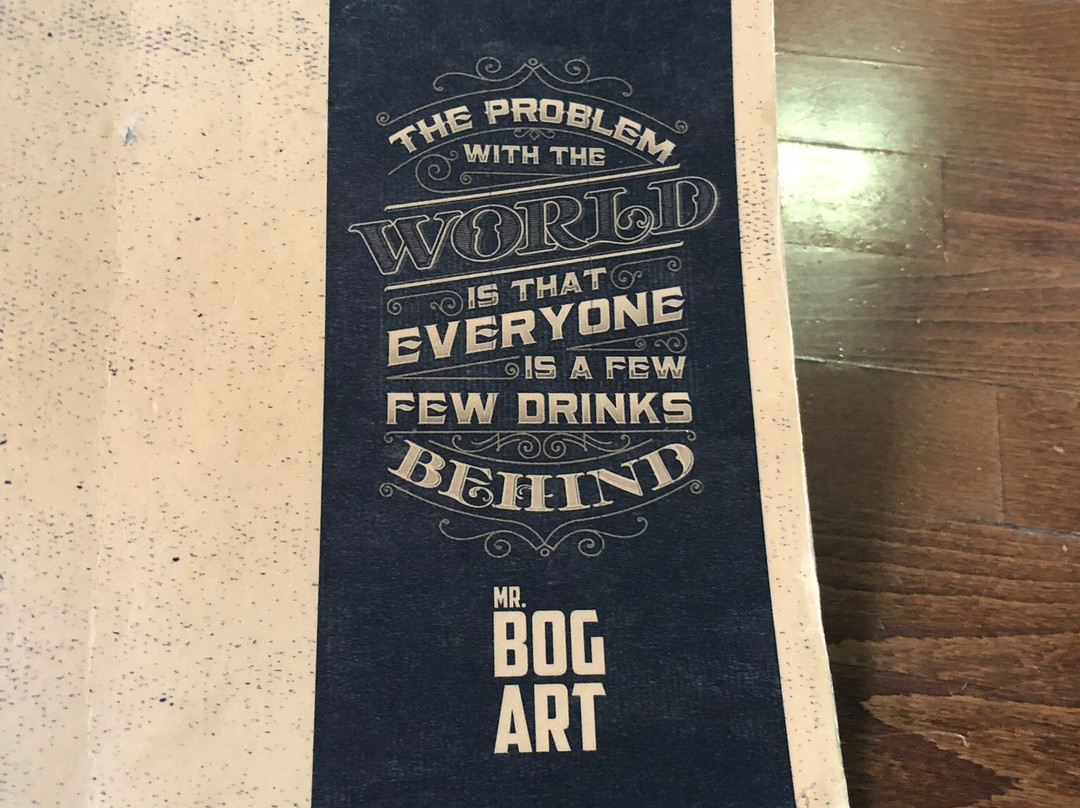 THE PROBLEM
WITH THE
WORLD
IS THAT
EVERYONE
IS A FEW
FEW DRINKS
BEHIND
MR.
BOG
ART